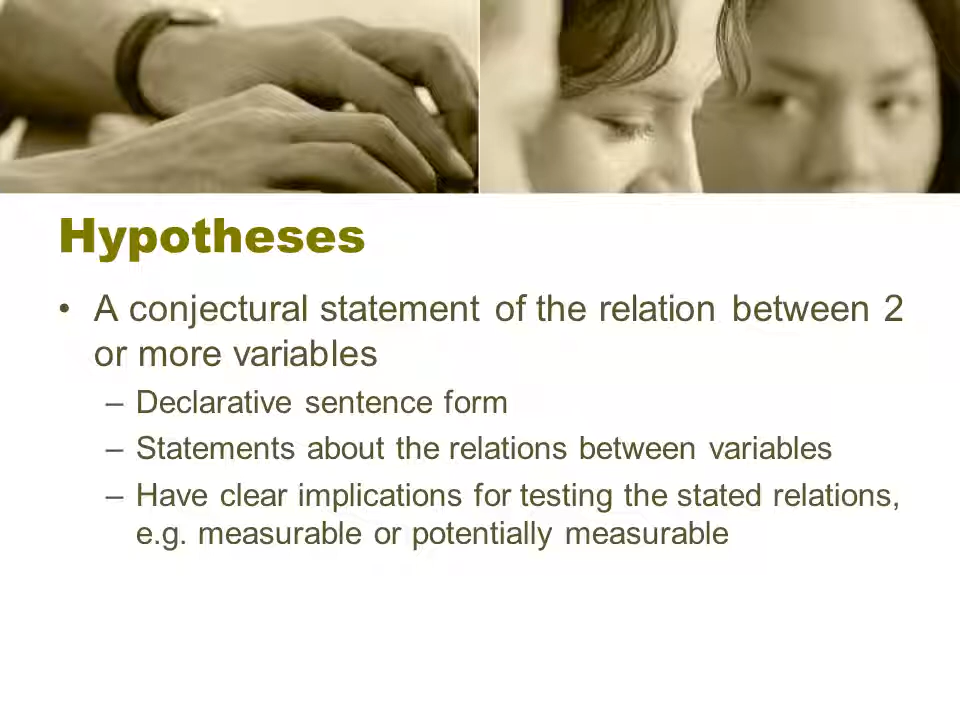 Hypotheses
• A conjectural statement of the relation between 2
or more variables
– Declarative sentence form
– Statements about the relations between variables
– Have clear implications for testing the stated relations,
e.g. measurable or potentially measurable